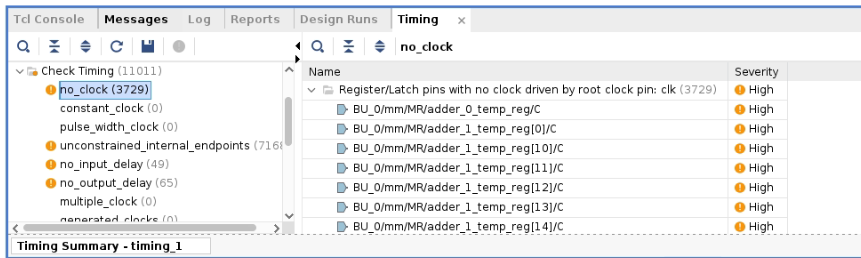 Tcl Console Messages Log Reports Design Runs Timing ×
no_clock
Check Timing (11011)
no_clock (3729)
constant_clock (0)
pulse_width_clock (0)
unconstrained_internal_endpoints (716
no_input_delay (49)
no_output_delay (65)
multiple_clock (0)
generated_clocks (0)
Name Severity
Register/Latch pins with no clock driven by root clock pin: clk (3729) High
BU_0/mm/MR/adder_0_temp_reg/C High
BU_0/mm/MR/adder_1_temp_reg[0]/C High
BU_0/mm/MR/adder_1_temp_reg[10]/C High
BU_0/mm/MR/adder_1_temp_reg[11]/C High
BU_0/mm/MR/adder_1_temp_reg[12]/C High
BU_0/mm/MR/adder_1_temp_reg[13]/C High
BU_0/mm/MR/adder_1_temp_reg[14]/C High
Timing Summary - timing_1